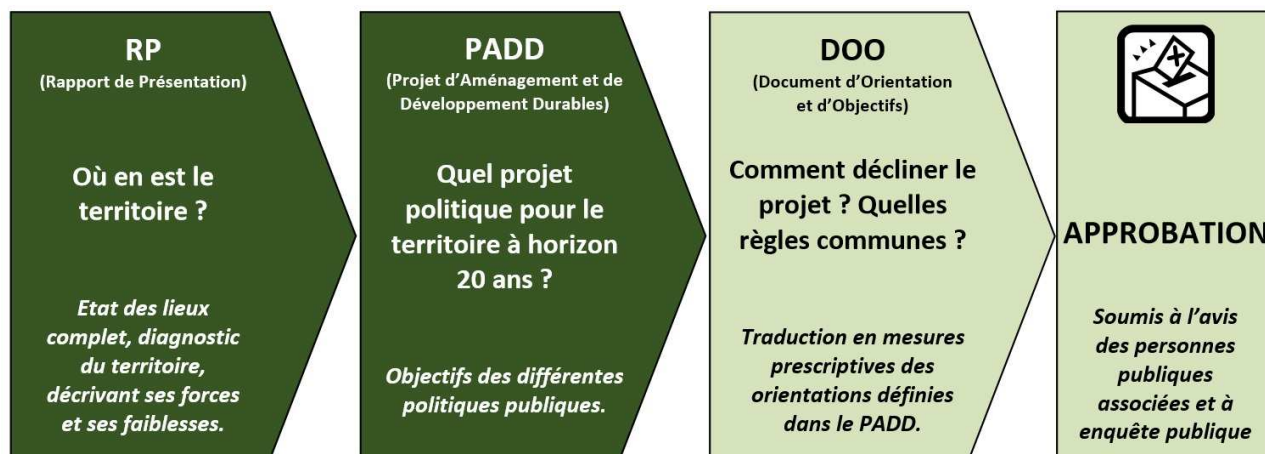 RP
(Rapport de Présentation)
Où en est le
territoire ?
Etat des lieux
complet, diagnostic
du territoire,
décrivant ses forces
et ses faiblesses.
PADD
(Projet d’Aménagement et de
Développement Durables)
Quel projet
politique pour le
territoire à horizon
20 ans ?
Objectifs des différentes
politiques publiques.
DOO
(Document d’Orientation
et d’Objectifs)
Comment décliner le
projet ? Quelles
règles communes ?
Traduction en mesures
prescriptives des
orientations définies
dans le PADD.
APPROBATION
Soumis à l’avis
des personnes
publiques
associées et à
enquête publique